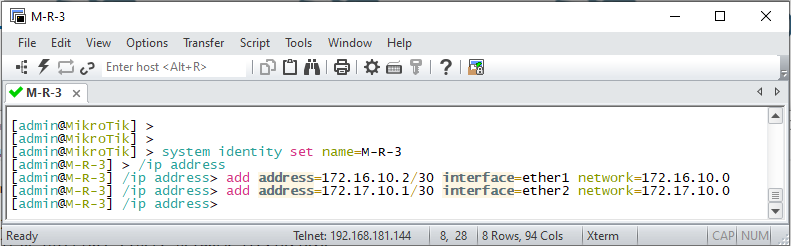 M-R-3
File Edit View Options Transfer Script Tools Window Help
Enter host <Alt+R>
M-R-3
[admin@MikroTik] >
[admin@MikroTik] >
[admin@MikroTik] > system identity set name=M-R-3
[admin@M-R-3] > /ip address
[admin@M-R-3] /ip address> add address=172.16.10.2/30 interface=ether1 network=172.16.10.0
[admin@M-R-3] /ip address> add address=172.17.10.1/30 interface=ether2 network=172.17.10.0
[admin@M-R-3] /ip address>
Ready Telnet: 192.168.181.144 8, 28 8 Rows, 94 Cols Xterm CAP NUM